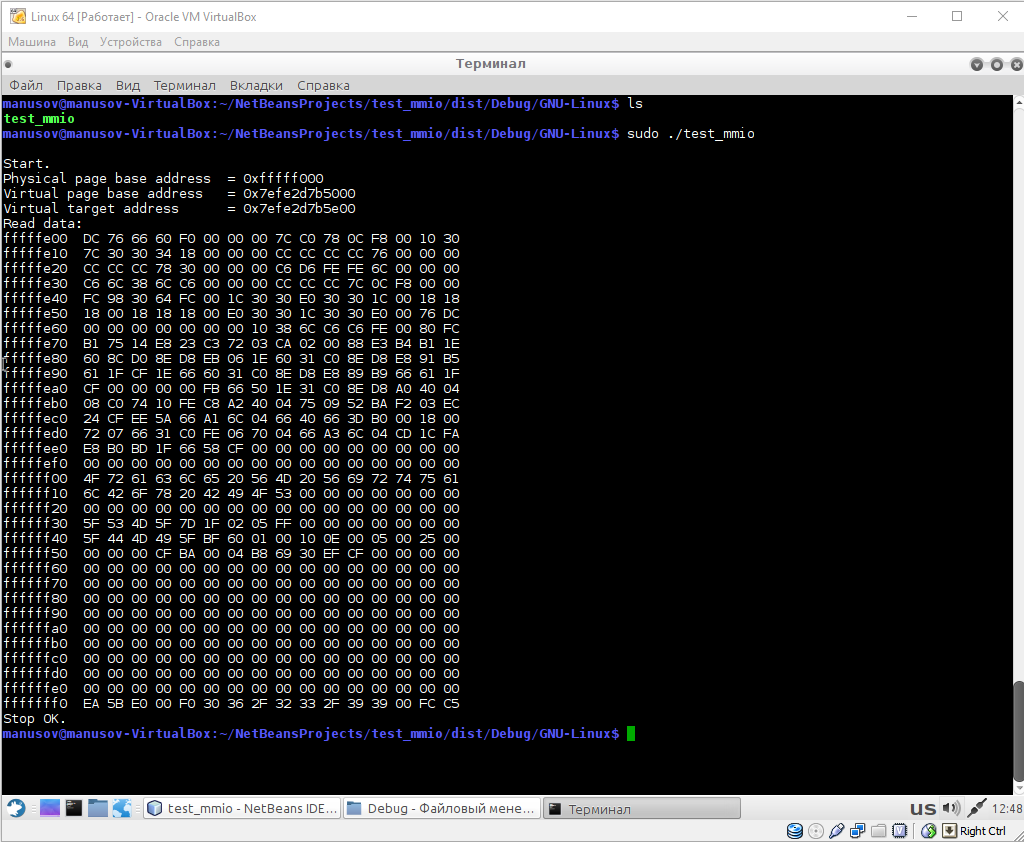 Linux 64 [Работает] - Oracle VM VirtualBox
Машина Вид Устройства Справка
Терминал
Файл Правка Вид Терминал Вкладки Справка
manusov@manusov-VirtualBox:~/NetBeansProjects/test_mmio/dist/Debug/GNU-Linux$ ls
test_mmio
manusov@manusov-VirtualBox:~/NetBeansProjects/test_mmio/dist/Debug/GNU-Linux$ sudo ./test_mmio
Start.
Physical page base address  = 0xfffff000
Virtual page base address   = 0x7efe2d7b5000
Virtual target address      = 0x7efe2d7b5e00
Read data:
fffffe00  DC 76 66 60 F0 00 00 00 7C C0 78 0C F8 00 10 30
fffffe10  7C 30 30 34 18 00 00 00 CC CC CC CC 76 00 00 00
fffffe20  CC CC CC 78 30 00 00 00 C6 D6 FE FE 6C 00 00 00
fffffe30  C6 6C 38 6C C6 00 00 00 CC CC CC 7C 0C F8 00 00
fffffe40  FC 98 30 64 FC 00 1C 30 30 E0 30 30 1C 00 18 18
fffffe50  18 00 18 18 18 00 E0 30 30 1C 30 30 E0 00 76 DC
fffffe60  00 00 00 00 00 00 00 10 38 6C C6 C6 FE 00 80 FC
fffffe70  B1 75 14 E8 23 C3 72 03 CA 02 00 88 E3 B4 B1 1E
fffffe80  60 8C D0 8E D8 EB 06 1E 60 31 C0 8E D8 E8 91 B5
fffffe90  61 1F CF 1E 66 60 31 C0 8E D8 E8 89 B9 66 61 1F
fffffea0  CF 00 00 00 00 FB 66 50 1E 31 C0 8E D8 A0 40 04
fffffeb0  08 C0 74 10 FE C8 A2 40 04 75 09 52 BA F2 03 EC
fffffec0  24 CF EE 5A 66 A1 6C 04 66 40 66 3D B0 00 18 00
fffffed0  72 07 66 31 C0 FE 06 70 04 66 A3 6C 04 CD 1C FA
fffffee0  E8 B0 BD 1F 66 58 CF 00 00 00 00 00 00 00 00 00
fffffef0  00 00 00 00 00 00 00 00 00 00 00 00 00 00 00 00
ffffff00  4F 72 61 63 6C 65 20 56 4D 20 56 69 72 74 75 61
ffffff10  6C 42 6F 78 20 42 49 4F 53 00 00 00 00 00 00 00
ffffff20  00 00 00 00 00 00 00 00 00 00 00 00 00 00 00 00
ffffff30  5F 53 4D 5F 7D 1F 02 05 FF 00 00 00 00 00 00 00
ffffff40  5F 44 4D 49 5F BF 60 01 00 10 0E 00 05 00 25 00
ffffff50  00 00 00 CF BA 00 04 B8 69 30 EF CF 00 00 00 00
ffffff60  00 00 00 00 00 00 00 00 00 00 00 00 00 00 00 00
ffffff70  00 00 00 00 00 00 00 00 00 00 00 00 00 00 00 00
ffffff80  00 00 00 00 00 00 00 00 00 00 00 00 00 00 00 00
ffffff90  00 00 00 00 00 00 00 00 00 00 00 00 00 00 00 00
ffffffa0  00 00 00 00 00 00 00 00 00 00 00 00 00 00 00 00
ffffffb0  00 00 00 00 00 00 00 00 00 00 00 00 00 00 00 00
ffffffc0  00 00 00 00 00 00 00 00 00 00 00 00 00 00 00 00
ffffffd0  00 00 00 00 00 00 00 00 00 00 00 00 00 00 00 00
ffffffe0  00 00 00 00 00 00 00 00 00 00 00 00 00 00 00 00
fffffff0  EA 5B E0 00 F0 30 36 2F 32 33 2F 39 39 00 FC C5
Stop OK.
manusov@manusov-VirtualBox:~/NetBeansProjects/test_mmio/dist/Debug/GNU-Linux$
test_mmio - NetBeans IDE... Debug - Файловый мене... Терминал us 12:48
Right Ctrl